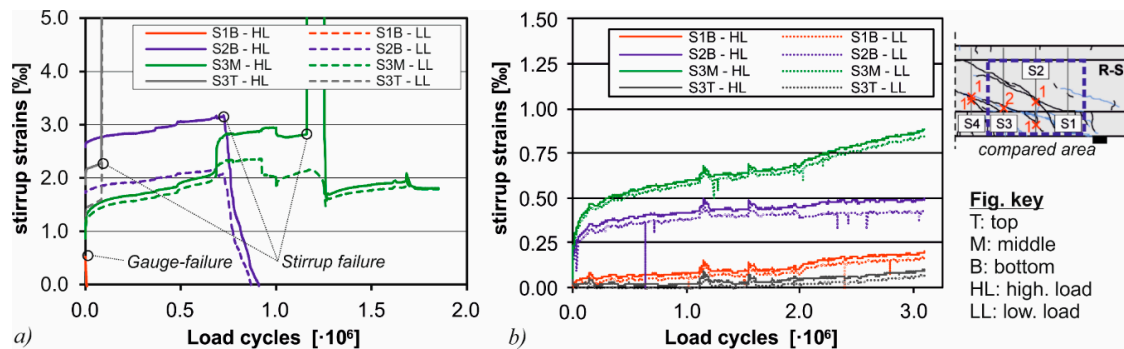 stirrup strains [‰]
5.0
4.0
3.0
2.0
1.0
0.0
S1B - HL
S1B - LL
S2B - HL
S2B - LL
S3M - HL
S3M - LL
S3T - HL
S3T - LL
Gauge-failure
Stirrup failure
0.0
0.5
1.0
1.5
2.0
a)
Load cycles [·10⁶]
stirrup strains [‰]
1.50
1.25
1.00
0.75
0.50
0.25
0.00
S1B - HL
S1B - LL
S2B - HL
S2B - LL
S3M - HL
S3M - LL
S3T - HL
S3T - LL
0.0
1.0
2.0
3.0
b)
Load cycles [·10⁶]
S2
R-S
1
1
1
2
1
S4
S3
S1
compared area
Fig. key
T: top
M: middle
B: bottom
HL: high. load
LL: low. load